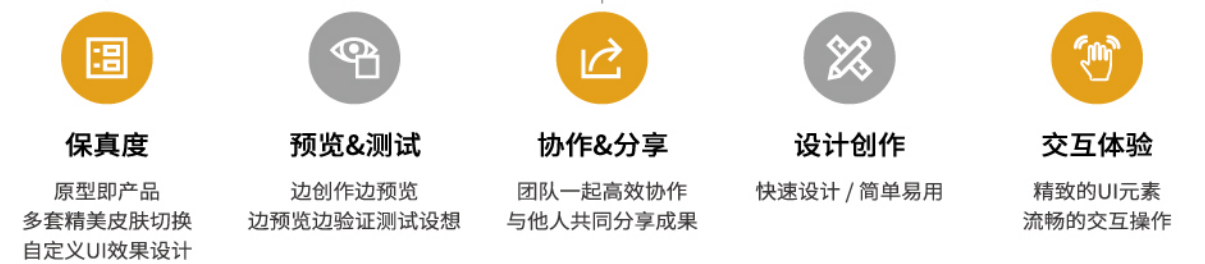 保真度
原型即产品
多套精美皮肤切换
自定义UI效果设计
预览&测试
边创作边预览
边预览边验证测试设想
协作&分享
团队一起高效协作
与他人共同分享成果
设计创作
快速设计 / 简单易用
交互体验
精致的UI元素
流畅的交互操作